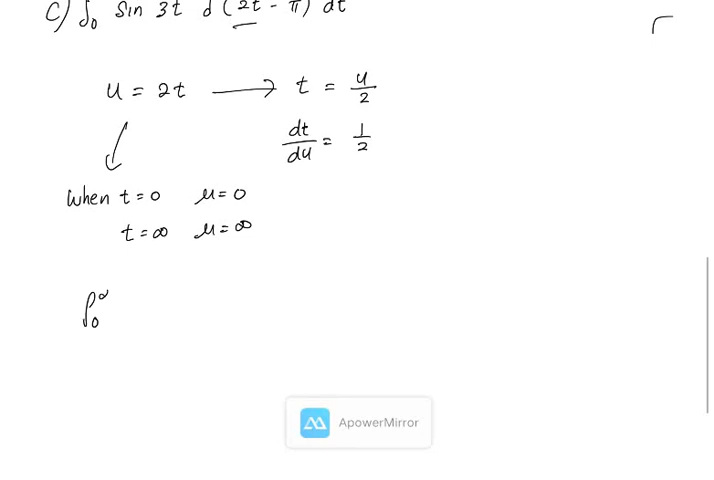 C) ∫₀ sin 3t d(2t - π) dt
u = 2t → t = u/2
dt/du = 1/2
When t=0 u=0
t=∞ u=∞
∫₀^∞
ApowerMirror